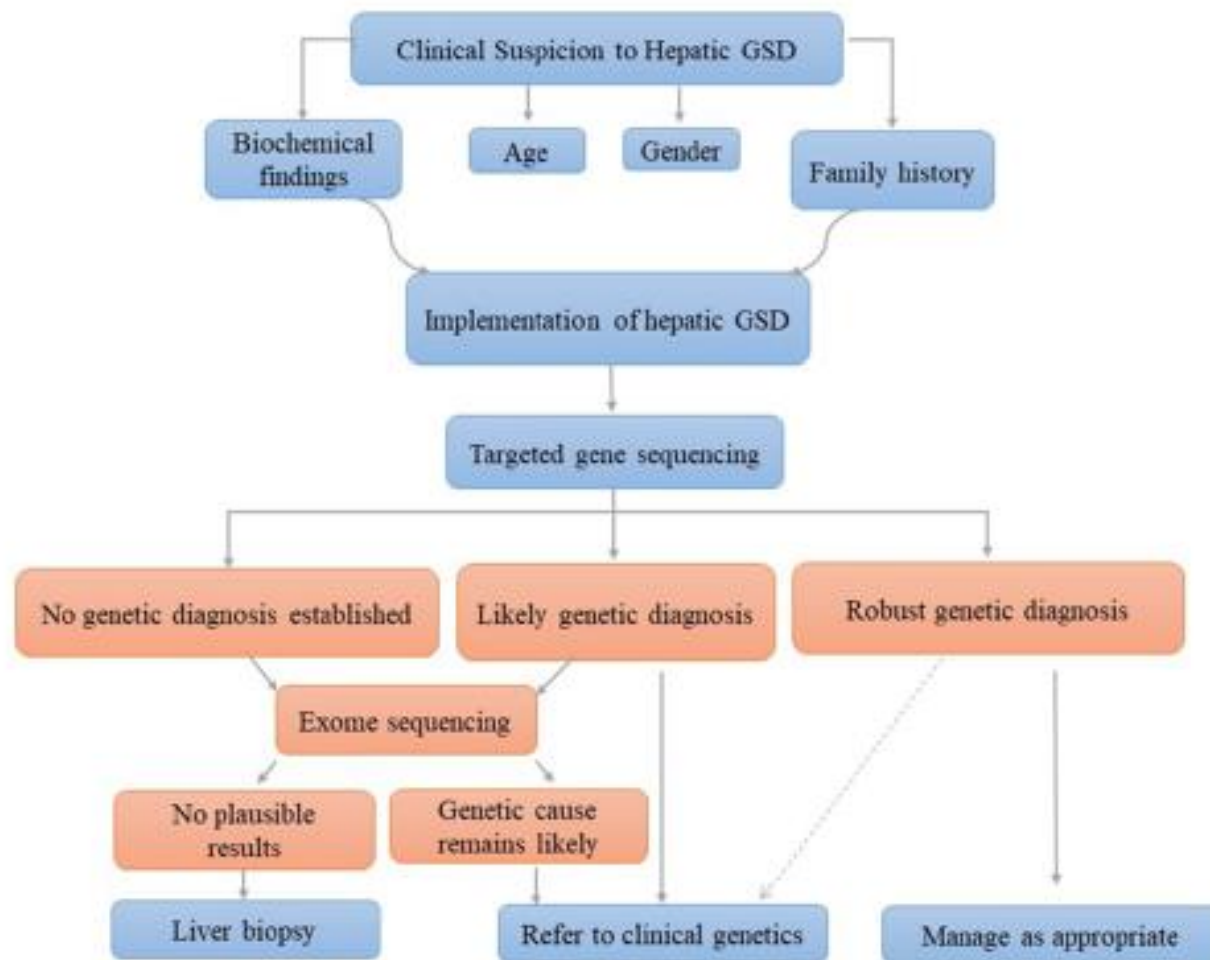 Clinical Suspicion to Hepatic GSD
Biochemical
findings
Age
Gender
Family history
Implementation of hepatic GSD
Targeted gene sequencing
No genetic diagnosis established
Likely genetic diagnosis
Robust genetic diagnosis
Exome sequencing
No plausible
results
Genetic cause
remains likely
Liver biopsy
Refer to clinical genetics
Manage as appropriate